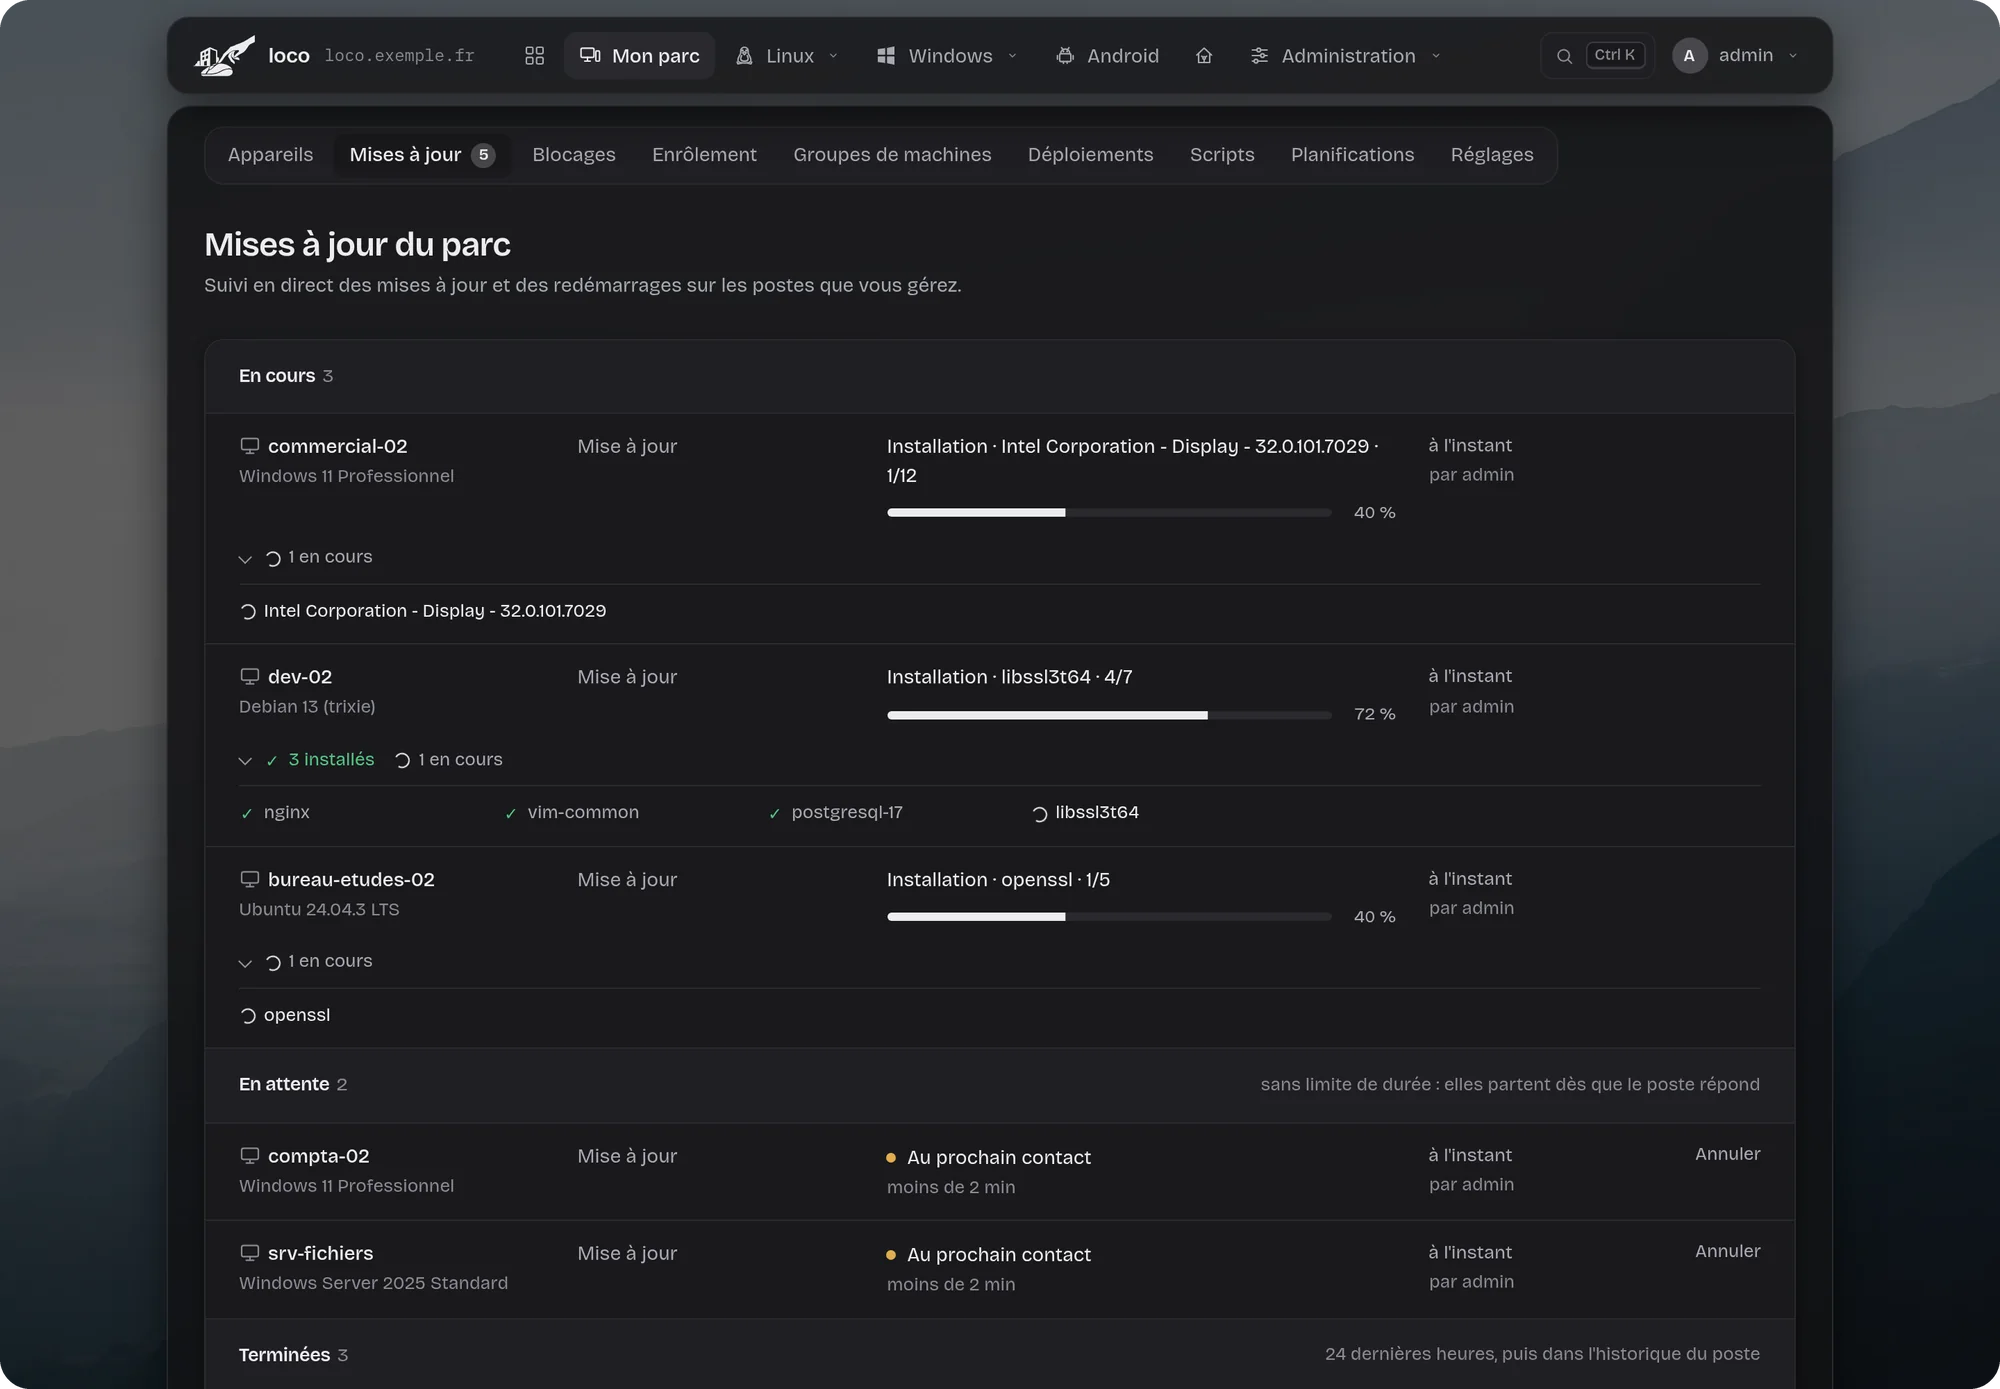 loco loco.exemple.fr Mon parc Linux Windows Android Administration Ctrl K A admin
Appareils Mises à jour 5 Blocages Enrôlement Groupes de machines Déploiements Scripts Planifications Réglages
Mises à jour du parc
Suivi en direct des mises à jour et des redémarrages sur les postes que vous gérez.
En cours 3
commercial-02 Mise à jour Installation · Intel Corporation - Display - 32.0.101.7029 · à l'instant
Windows 11 Professionnel 1/12 par admin
40 %
1 en cours
Intel Corporation - Display - 32.0.101.7029
dev-02 Mise à jour Installation · libssl3t64 · 4/7 à l'instant
Debian 13 (trixie) 72 % par admin
✓ 3 installés 1 en cours
✓ nginx ✓ vim-common ✓ postgresql-17 libssl3t64
bureau-etudes-02 Mise à jour Installation · openssl · 1/5 à l'instant
Ubuntu 24.04.3 LTS 40 % par admin
1 en cours
openssl
En attente 2 sans limite de durée : elles partent dès que le poste répond
compta-02 Mise à jour Au prochain contact à l'instant Annuler
Windows 11 Professionnel moins de 2 min par admin
srv-fichiers Mise à jour Au prochain contact à l'instant Annuler
Windows Server 2025 Standard moins de 2 min par admin
Terminées 3 24 dernières heures, puis dans l'historique du poste